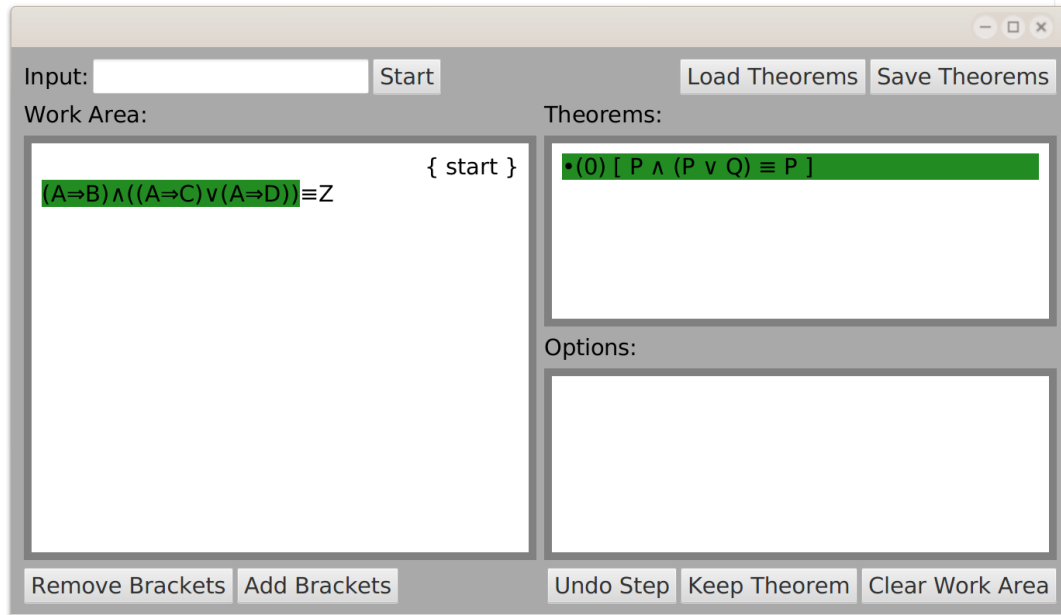 Input: Start Load Theorems Save Theorems
Work Area:
{ start }
(A⇒B)∧((A⇒C)∨(A⇒D))≡Z
Theorems:
•(0) [ P ∧ (P ∨ Q) ≡ P ]
Options:
Remove Brackets Add Brackets Undo Step Keep Theorem Clear Work Area